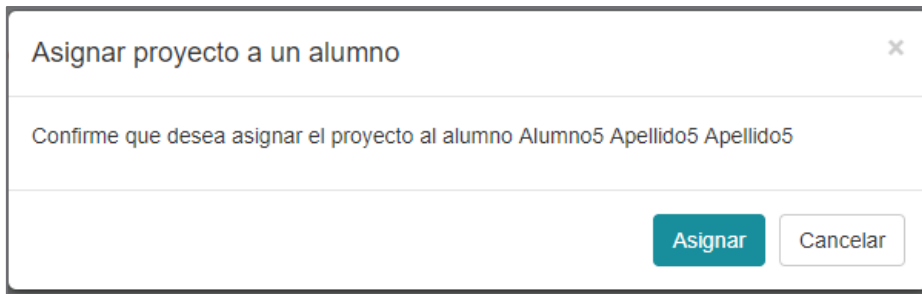 Asignar proyecto a un alumno
×
Confirme que desea asignar el proyecto al alumno Alumno5 Apellido5 Apellido5
Asignar
Cancelar